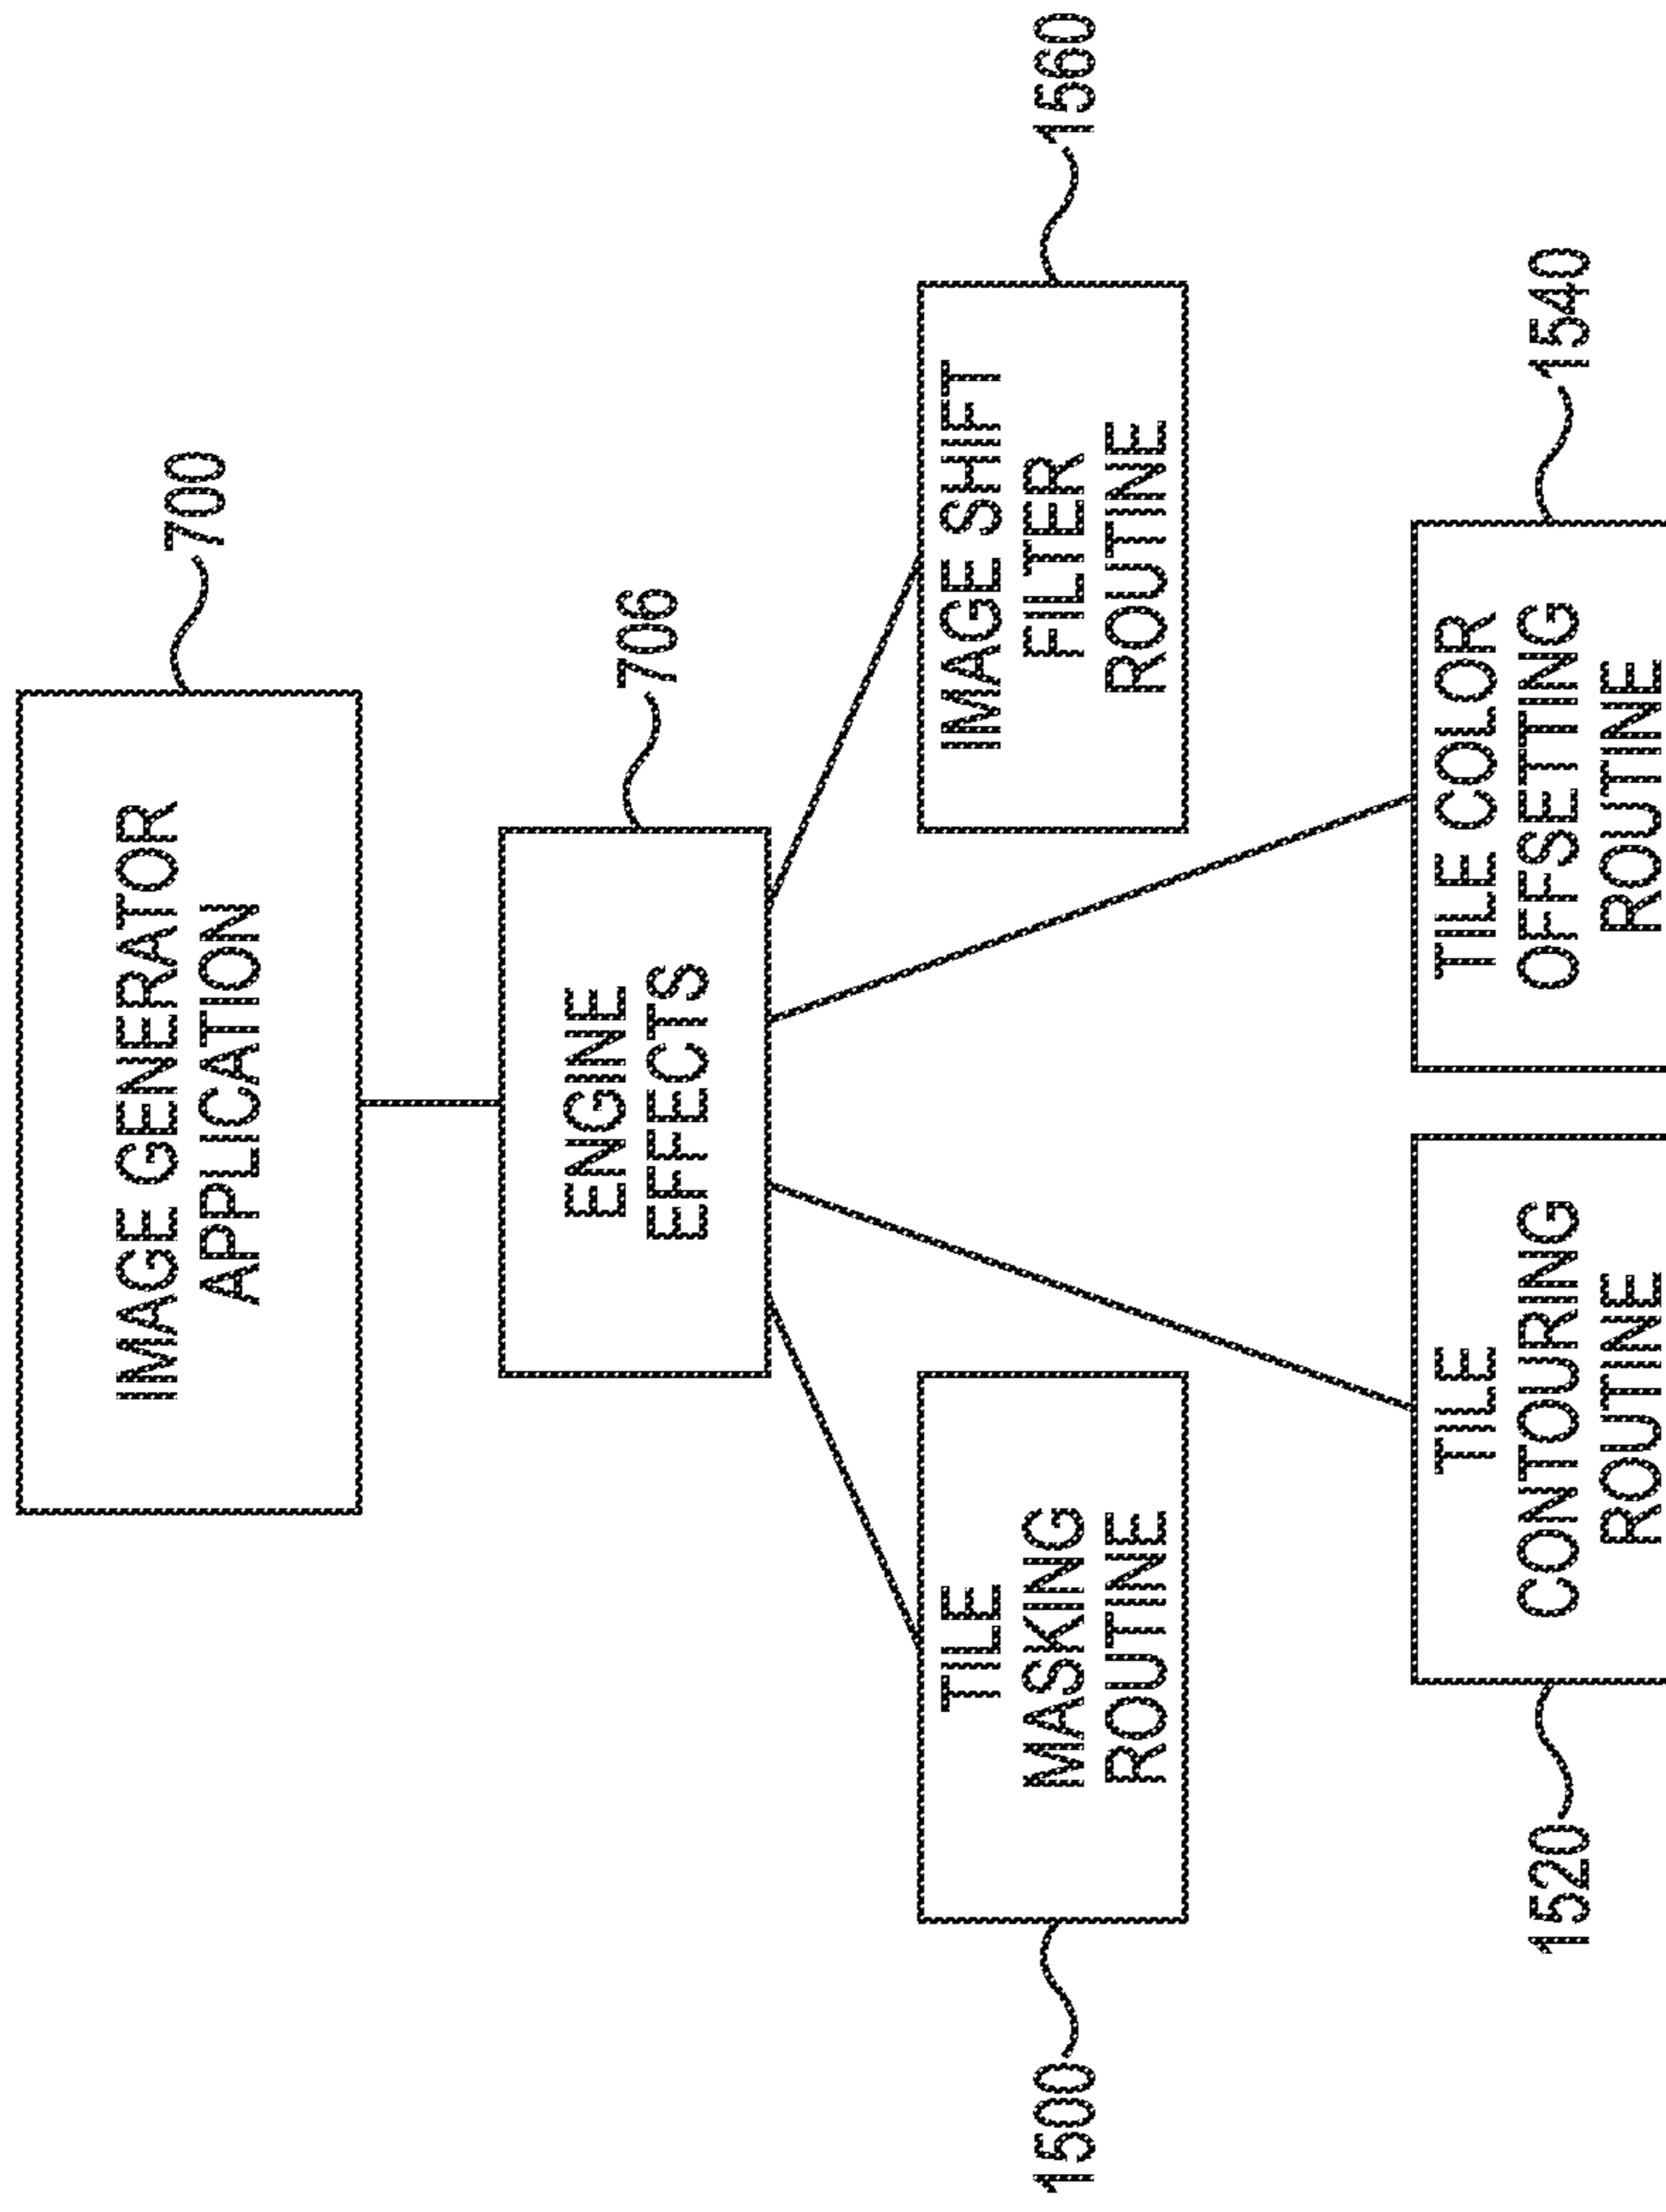 IMAGE GENERATOR
APPLICATION
700
ENGINE
EFFECTS
706
TILE
MASKING
ROUTINE
1500
IMAGE SHIFT
FILTER
ROUTINE
1560
TILE
CONTOURING
ROUTINE
1520
TILE COLOR
OFFSETTING
ROUTINE
1540